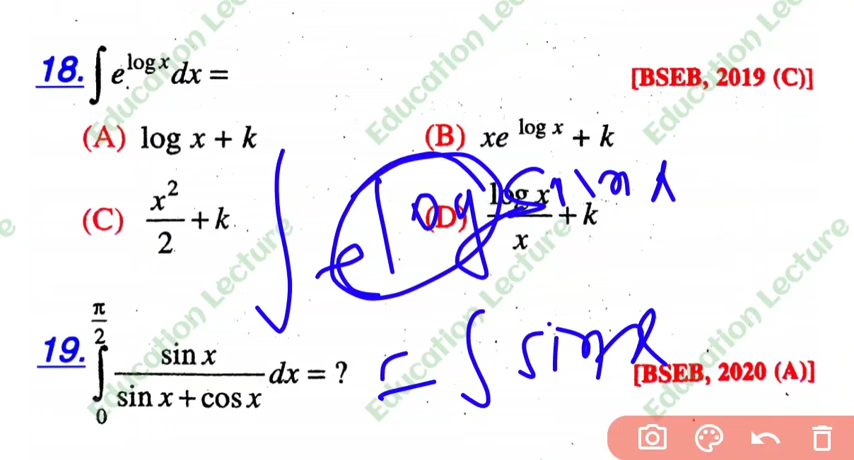 18. ∫ e^{log x} dx =
[BSEB, 2019 (C)]
(A) log x + k
(B) xe^{log x} + k
(C) x²/2 + k
(D) log x/x + k
∫ e^{log sin x}
= ∫ sin x
19. ∫₀^{π/2} sin x/(sin x + cos x) dx = ?
[BSEB, 2020 (A)]
Education Lecture